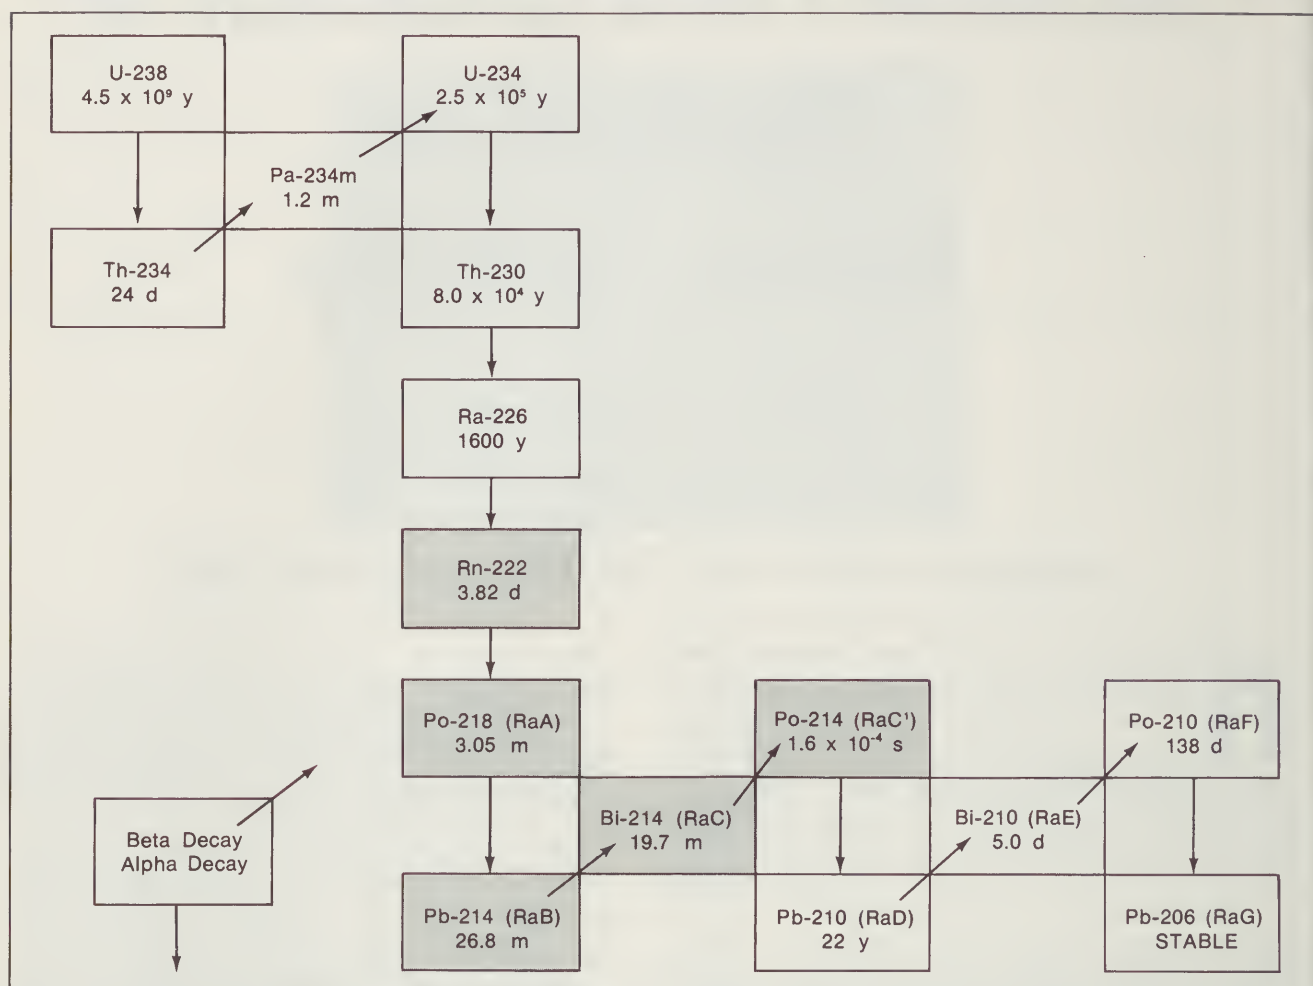 U-238
4.5 x 10⁹ y
U-234
2.5 x 10⁵ y
Pa-234m
1.2 m
Th-234
24 d
Th-230
8.0 x 10⁴ y
Ra-226
1600 y
Rn-222
3.82 d
Po-218 (RaA)
3.05 m
Po-214 (RaC¹)
1.6 x 10⁻⁴ s
Po-210 (RaF)
138 d
Beta Decay
Alpha Decay
Bi-214 (RaC)
19.7 m
Bi-210 (RaE)
5.0 d
Pb-214 (RaB)
26.8 m
Pb-210 (RaD)
22 y
Pb-206 (RaG)
STABLE